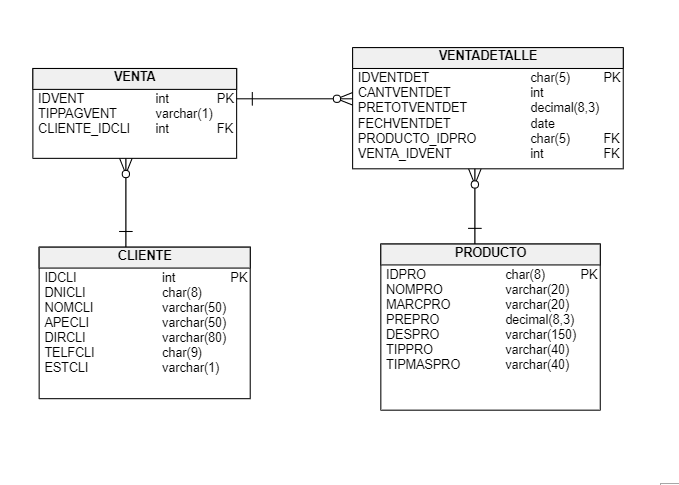 VENTA
IDVENT int PK
TIPPAGVENT varchar(1)
CLIENTE_IDCLI int FK
VENTADETALLE
IDVENTDET char(5) PK
CANTVENTDET int
PRETOTVENTDET decimal(8,3)
FECHVENTDET date
PRODUCTO_IDPRO char(5) FK
VENTA_IDVENT int FK
CLIENTE
IDCLI int PK
DNICLI char(8)
NOMCLI varchar(50)
APECLI varchar(50)
DIRCLI varchar(80)
TELFCLI char(9)
ESTCLI varchar(1)
PRODUCTO
IDPRO char(8) PK
NOMPRO varchar(20)
MARCPRO varchar(20)
PREPRO decimal(8,3)
DESPRO varchar(150)
TIPPRO varchar(40)
TIPMASPRO varchar(40)